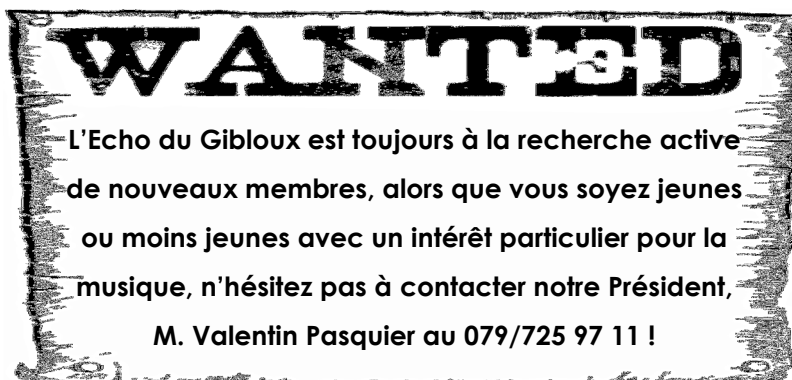 WANTED
L'Echo du Gibloux est toujours à la recherche active
de nouveaux membres, alors que vous soyez jeunes
ou moins jeunes avec un intérêt particulier pour la
musique, n'hésitez pas à contacter notre Président,
M. Valentin Pasquier au 079/725 97 11 !